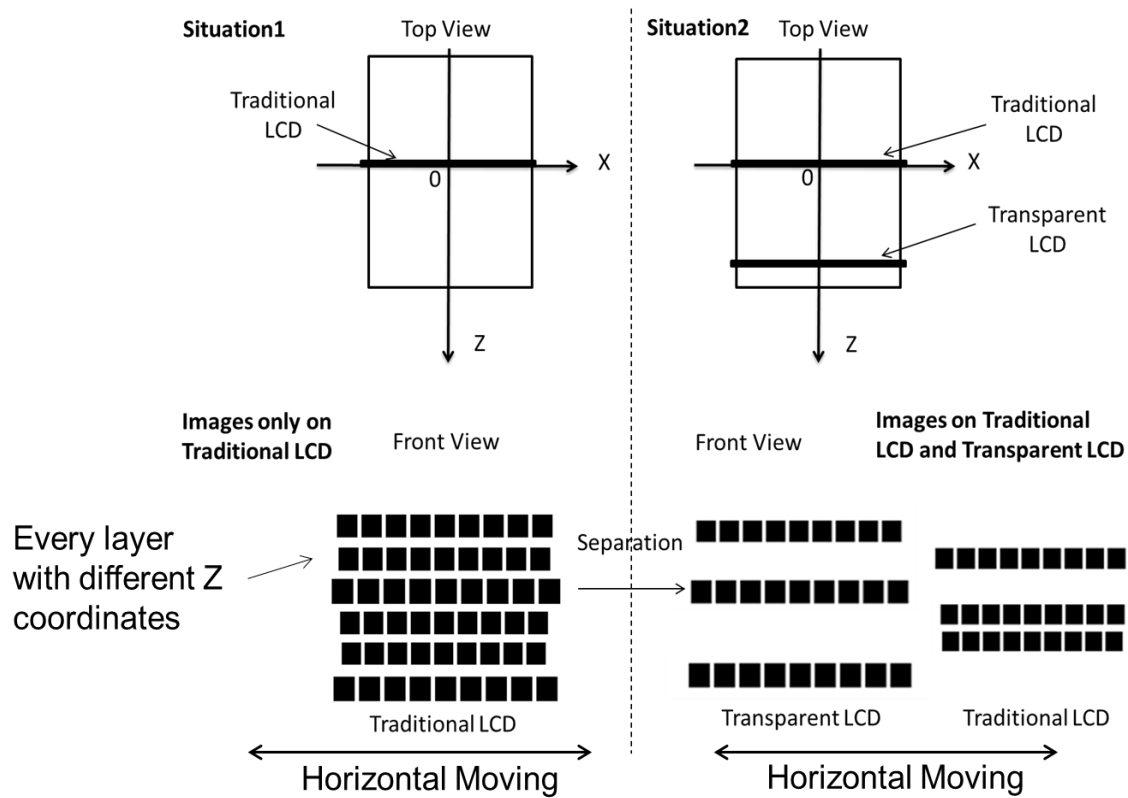 Situation1
Top View
Traditional
LCD
X
0
Z
Images only on
Traditional LCD
Front View
Every layer
with different Z
coordinates
Traditional LCD
Horizontal Moving
Separation
Situation2
Top View
Traditional
LCD
X
0
Transparent
LCD
Z
Front View
Images on Traditional
LCD and Transparent LCD
Transparent LCD
Traditional LCD
Horizontal Moving